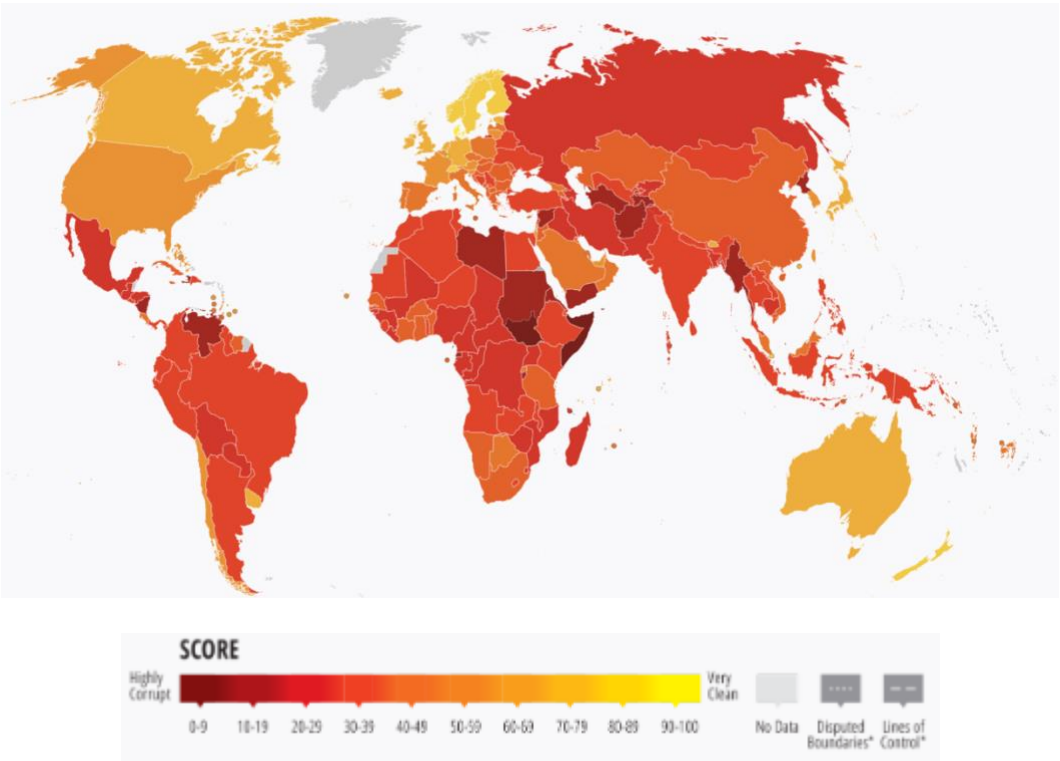 SCORE
Highly
Corrupt
Very
Clean
0-9
10-19
20-29
30-39
40-49
50-59
60-69
70-79
80-89
90-100
No Data
Disputed
Boundaries*
Lines of
Control*